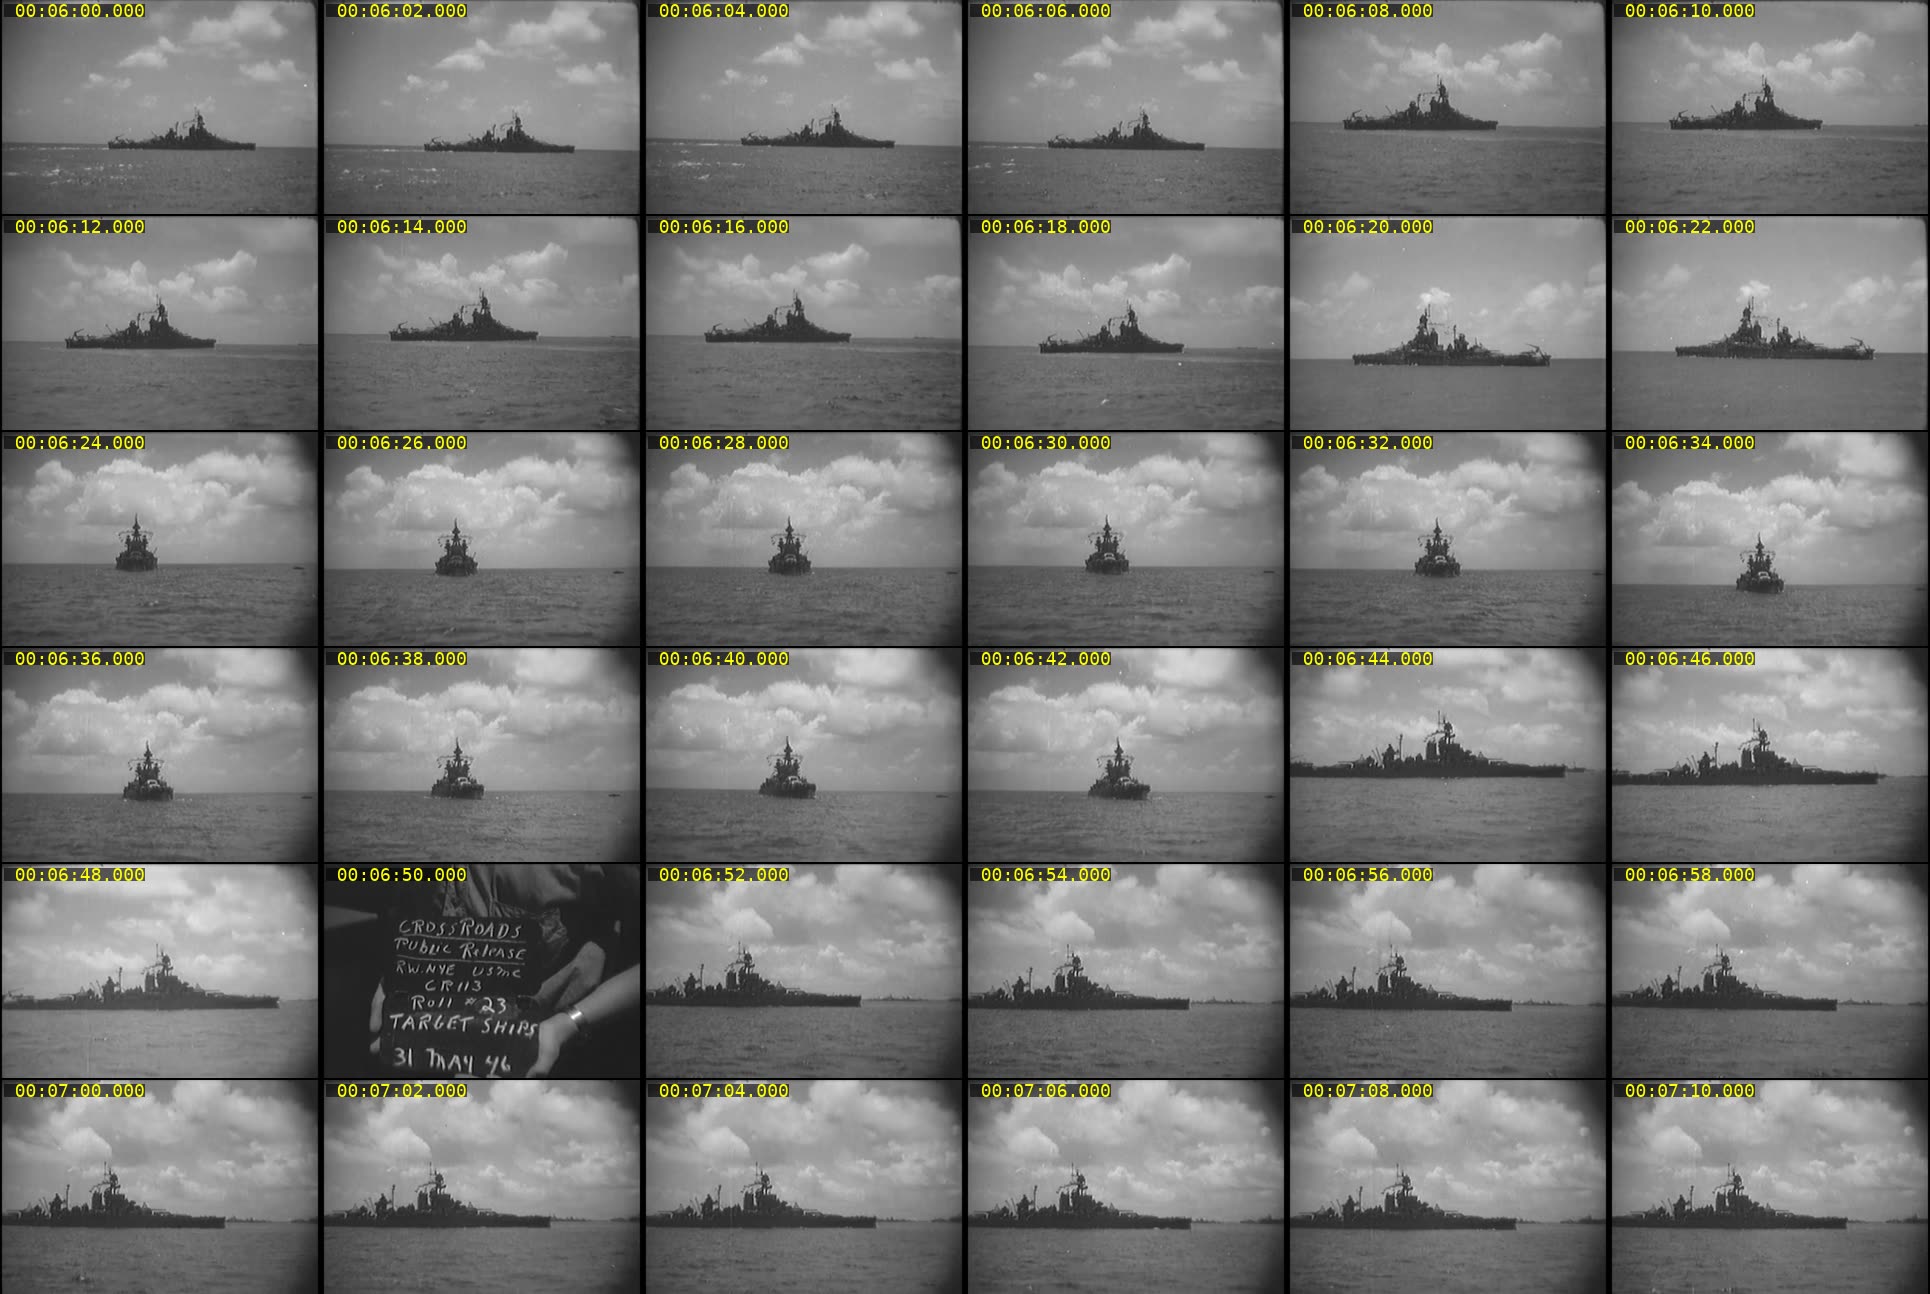 00:06:00.000 00:06:02.000 00:06:04.000 00:06:06.000 00:06:08.000 00:06:10.000
00:06:12.000 00:06:14.000 00:06:16.000 00:06:18.000 00:06:20.000 00:06:22.000
00:06:24.000 00:06:26.000 00:06:28.000 00:06:30.000 00:06:32.000 00:06:34.000
00:06:36.000 00:06:38.000 00:06:40.000 00:06:42.000 00:06:44.000 00:06:46.000
00:06:48.000 00:06:50.000 00:06:52.000 00:06:54.000 00:06:56.000 00:06:58.000
CROSSROADS
PUBLIC RELEASE
R.W. NYE USMC
CR 113
ROLL # 23
TARGET SHIPS
31 MAY 46
00:07:00.000 00:07:02.000 00:07:04.000 00:07:06.000 00:07:08.000 00:07:10.000